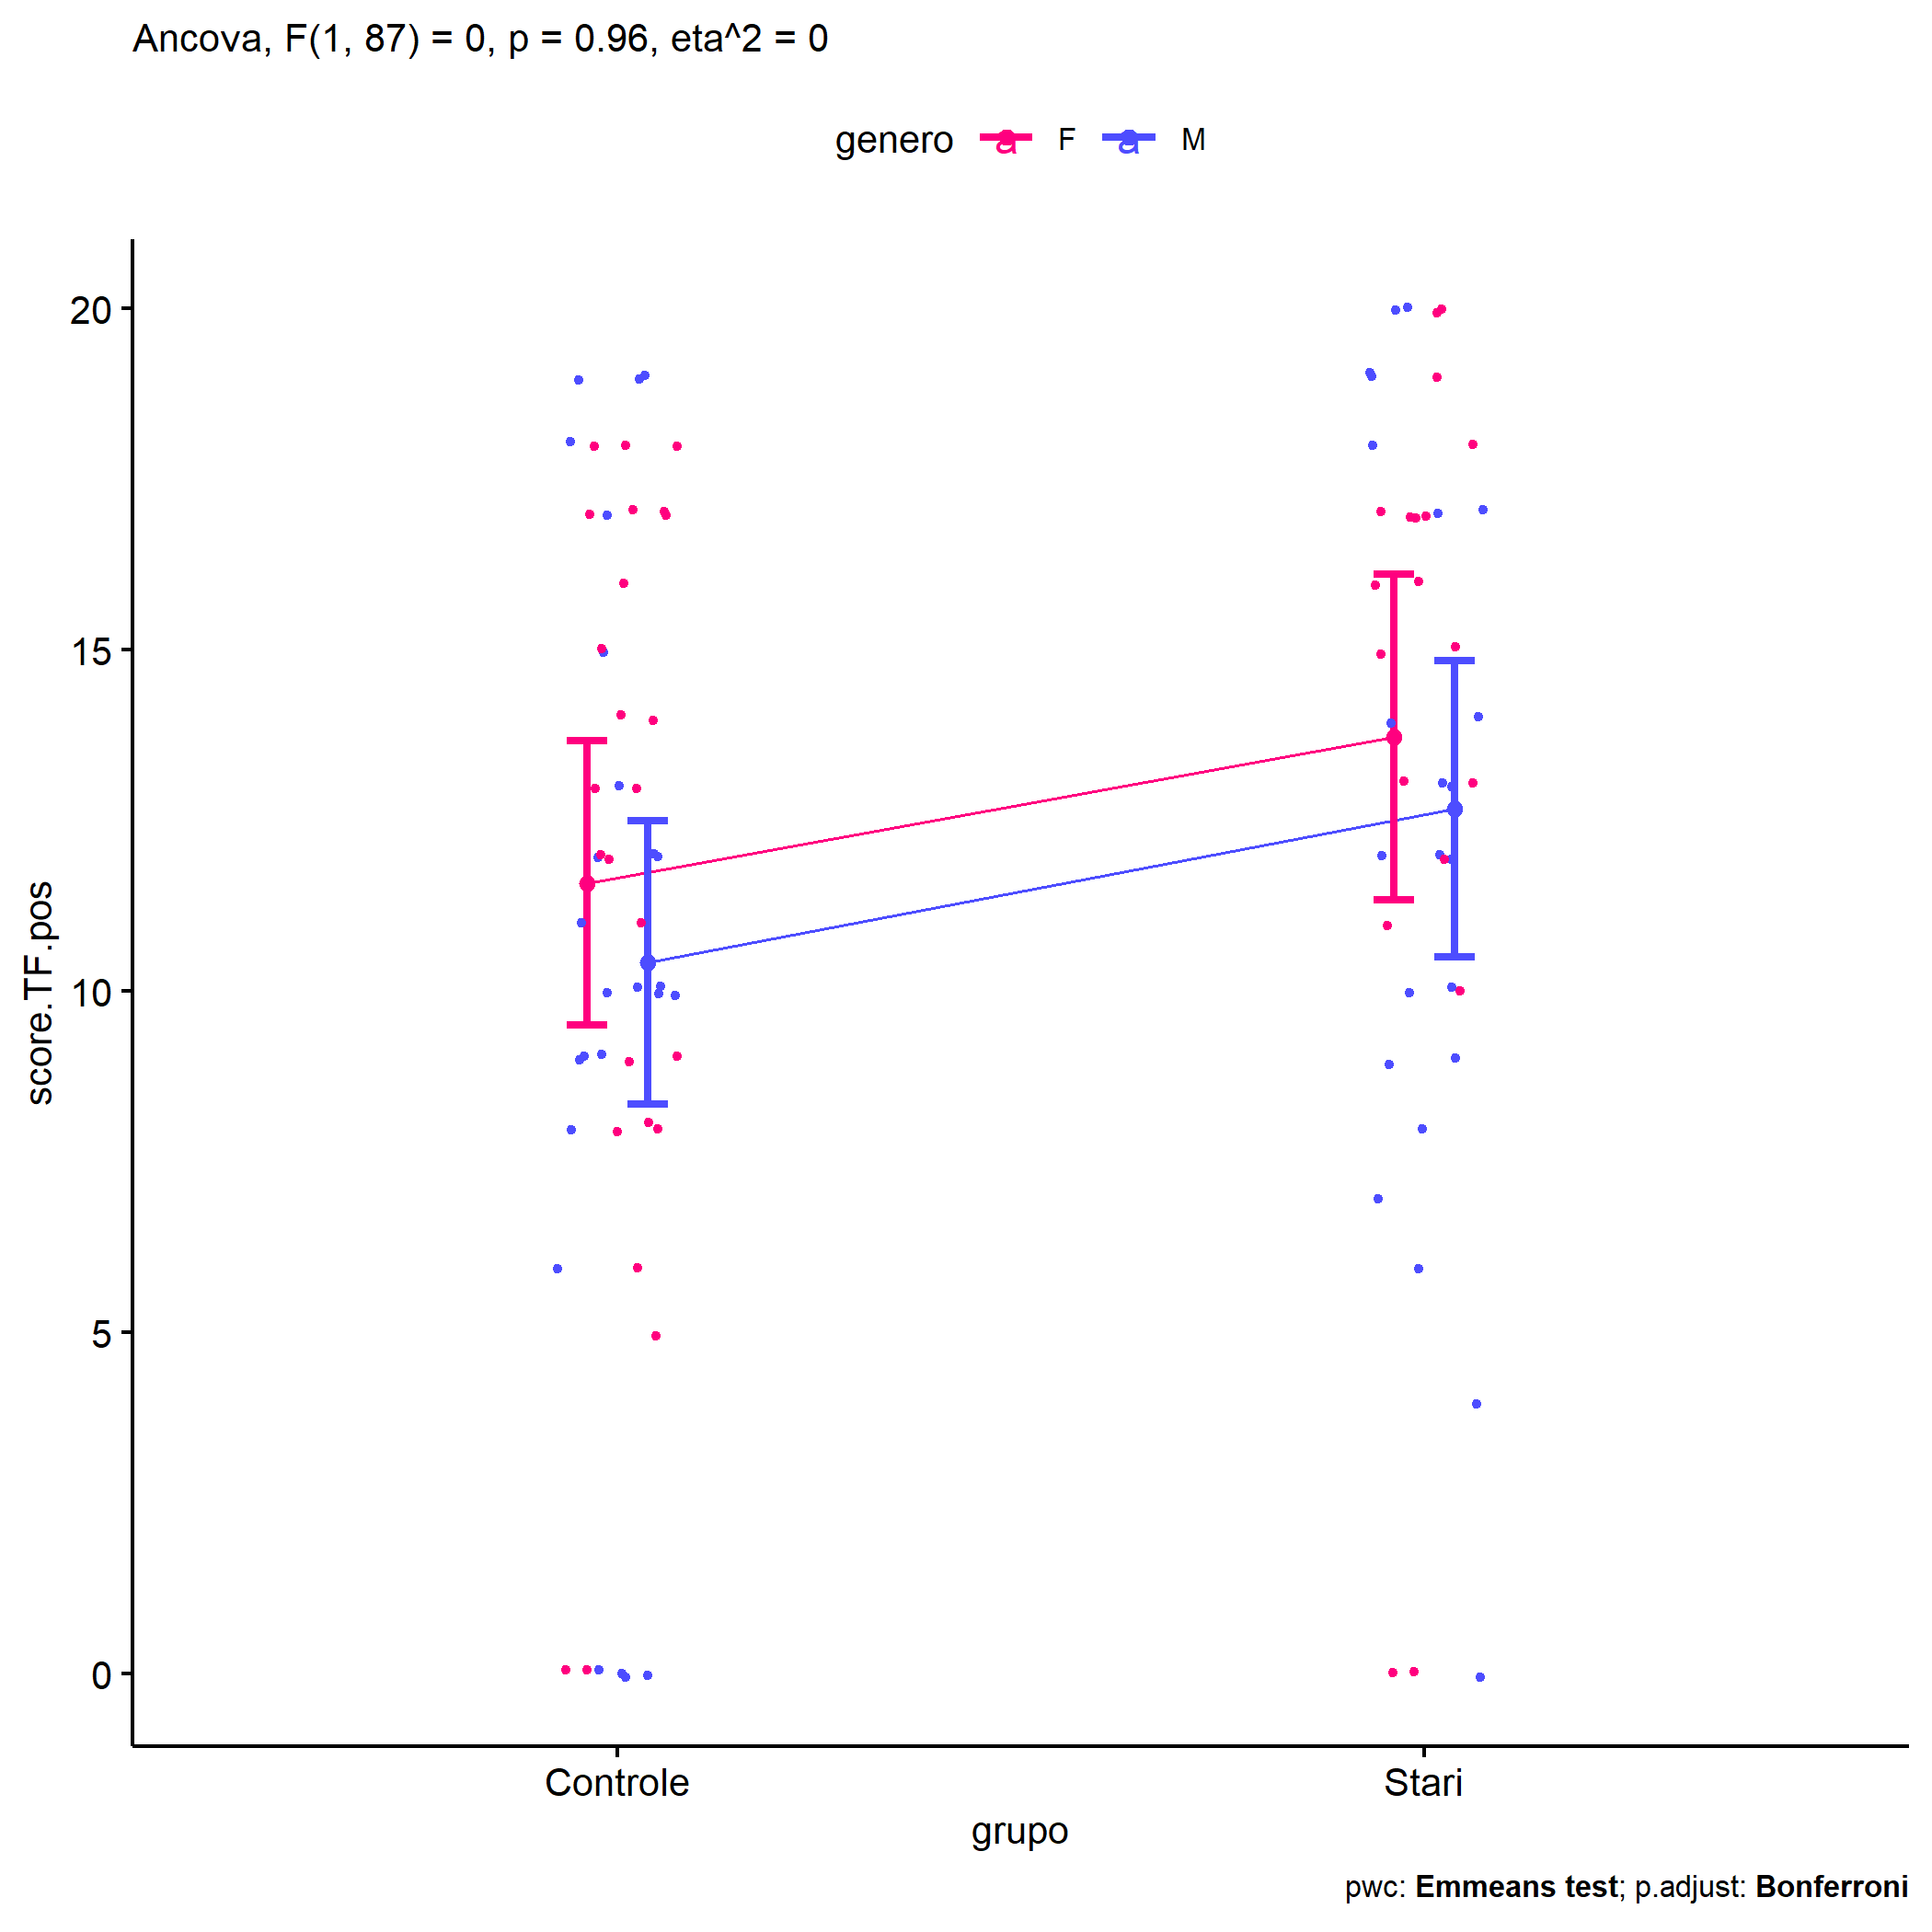 Ancova, F(1, 87) = 0, p = 0.96, eta^2 = 0
genero a F a M
20
15
10
5
0
score.TF.pos
Controle Stari
grupo
pwc: Emmeans test; p.adjust: Bonferroni